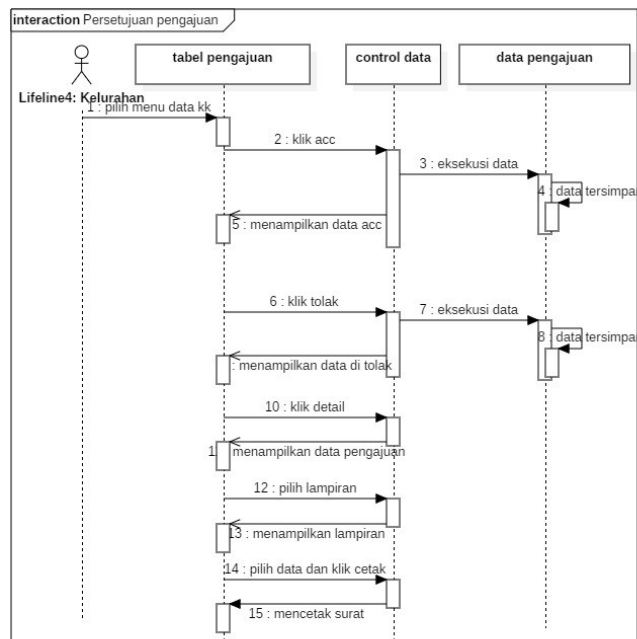 interaction Persetujuan pengajuan
tabel pengajuan
control data
data pengajuan
Lifeline4: Kelurahan
1 : pilih menu data kk
2 : klik acc
3 : eksekusi data
4 : data tersimpa
5 : menampilkan data acc
6 : klik tolak
7 : eksekusi data
8 : data tersimpa
: menampilkan data di tolak
10 : klik detail
1 menampilkan data pengajuan
12 : pilih lampiran
13 : menampilkan lampiran
14 : pilih data dan klik cetak
15 : mencetak surat